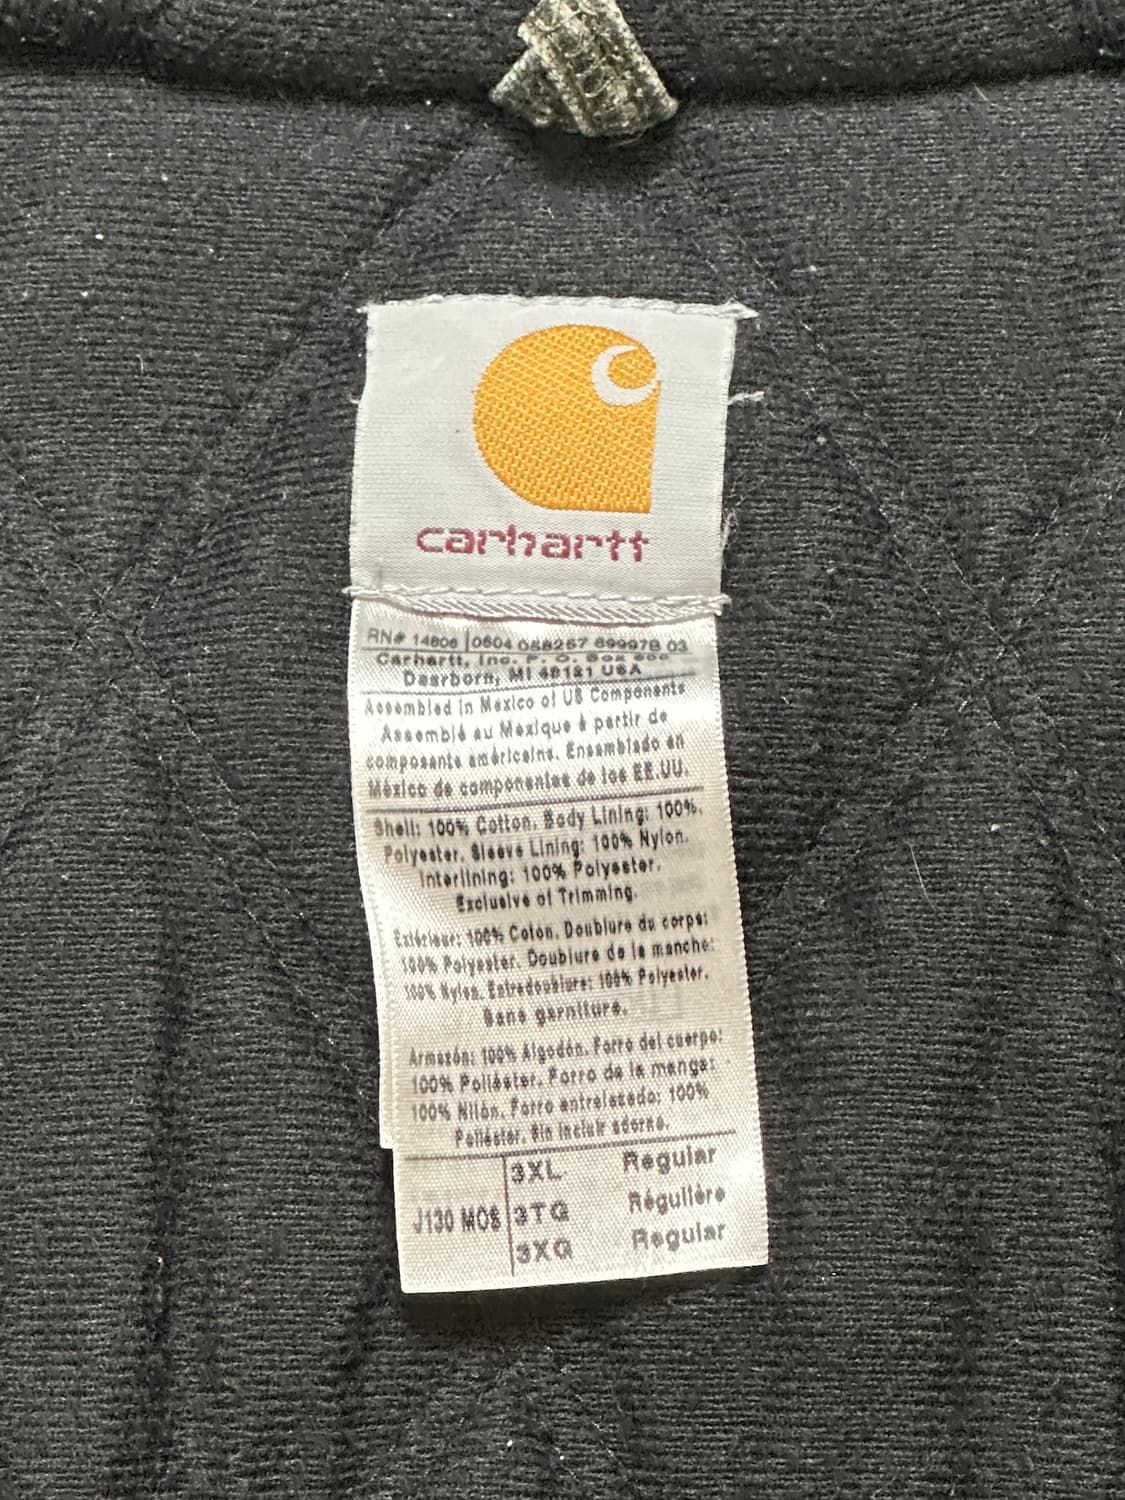 carhartt
RN# 14806 0604 058257 69997B 03
Carhartt, Inc. P. O. Box 600
Dearborn, MI 48121 USA
Assembled in Mexico of US Components
Assemblé au Mexique à partir de
composants américains. Ensamblado en
México de componentes de los EE.UU.
Shell: 100% Cotton. Body Lining: 100%.
Polyester. Sleeve Lining: 100% Nylon.
Interlining: 100% Polyester.
Exclusive of Trimming.
Extérieur: 100% Coton. Doublure du corps:
100% Polyester. Doublure de la manche:
100% Nylon. Entredoublure: 100% Polyester.
Sans garniture.
Armazón: 100% Algodón. Forro del cuerpo:
100% Poliéster. Forro de la manga:
100% Nilón. Forro entrelazado: 100%
Poliéster. Sin incluir adorno.
J130 MOS
3XL Regular
3TG Régulière
3XG Regular